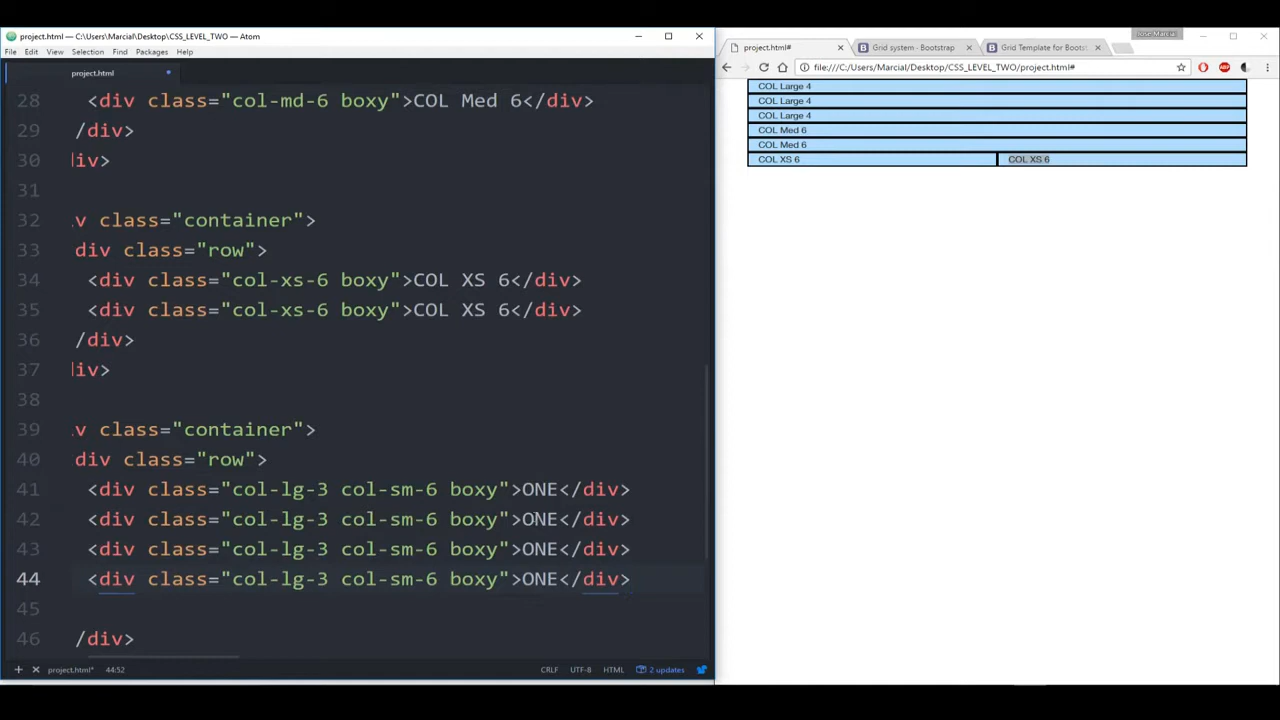 project.html — C:\Users\Marcial\Desktop\CSS_LEVEL_TWO — Atom
File Edit View Selection Find Packages Help
project.html
28 <div class="col-md-6 boxy">COL Med 6</div>
29 /div>
30 iv>
31
32 v class="container">
33 div class="row">
34 <div class="col-xs-6 boxy">COL XS 6</div>
35 <div class="col-xs-6 boxy">COL XS 6</div>
36 /div>
37 iv>
38
39 v class="container">
40 div class="row">
41 <div class="col-lg-3 col-sm-6 boxy">ONE</div>
42 <div class="col-lg-3 col-sm-6 boxy">ONE</div>
43 <div class="col-lg-3 col-sm-6 boxy">ONE</div>
44 <div class="col-lg-3 col-sm-6 boxy">ONE</div>
45
46 /div>
project.html* 44:52 CRLF UTF-8 HTML 2 updates
Jose Marcial
project.html# Grid system · Bootstrap Grid Template for Boots
file:///C:/Users/Marcial/Desktop/CSS_LEVEL_TWO/project.html#
ABP
COL Large 4
COL Large 4
COL Large 4
COL Med 6
COL Med 6
COL XS 6 COL XS 6